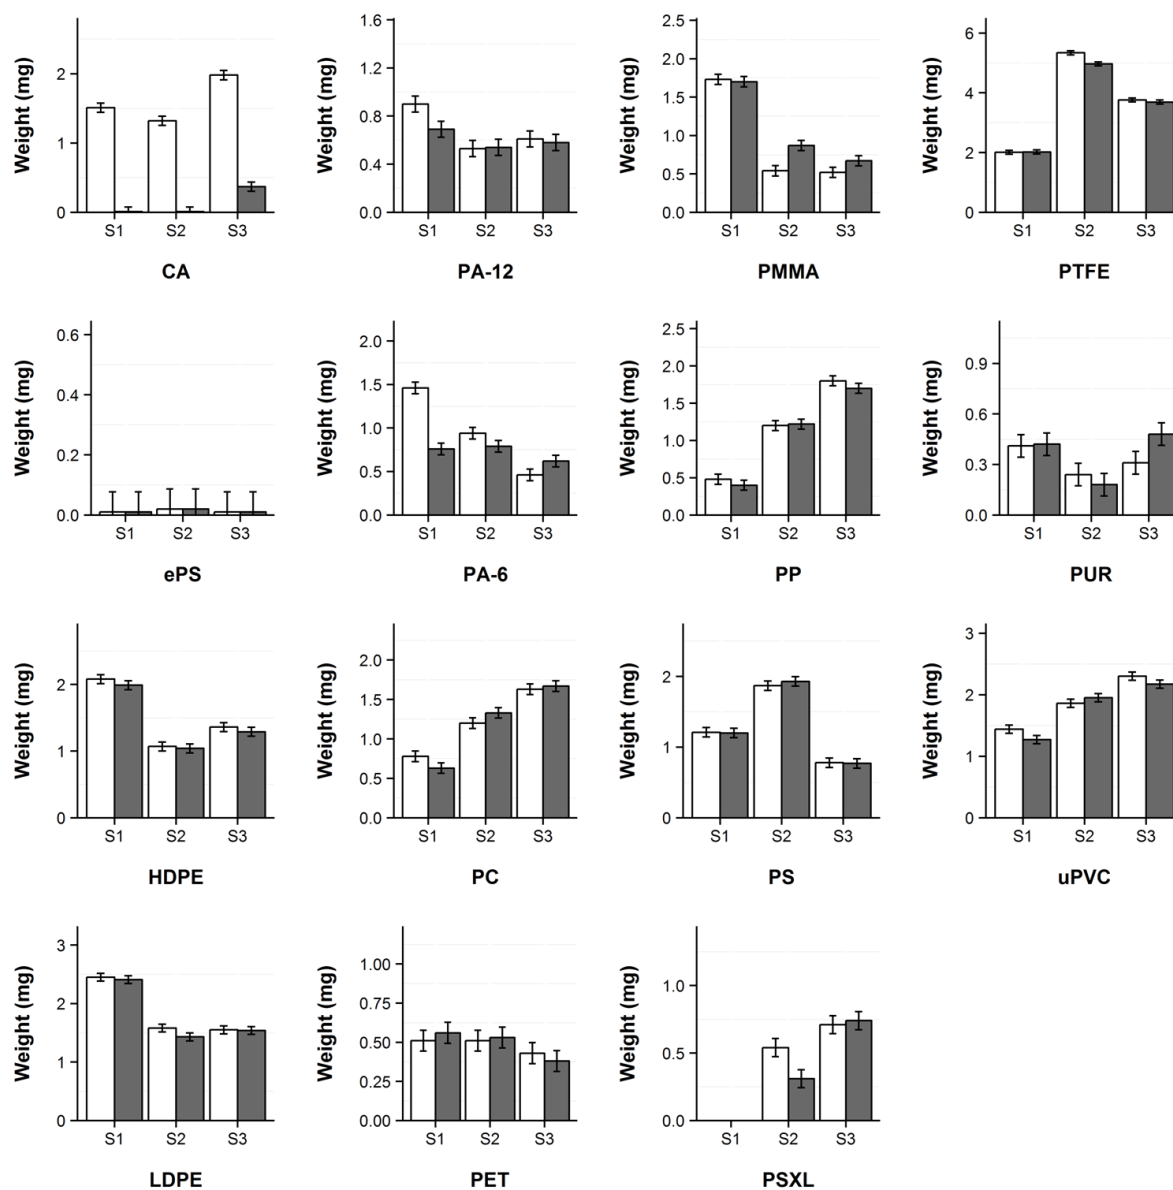 Weight (mg)
2
1
0
S1 S2 S3
CA
Weight (mg)
1.6
1.2
0.8
0.4
0.0
S1 S2 S3
PA-12
Weight (mg)
2.5
2.0
1.5
1.0
0.5
0.0
S1 S2 S3
PMMA
Weight (mg)
6
4
2
0
S1 S2 S3
PTFE
Weight (mg)
0.6
0.4
0.2
0.0
S1 S2 S3
ePS
Weight (mg)
2.0
1.5
1.0
0.5
0.0
S1 S2 S3
PA-6
Weight (mg)
2.5
2.0
1.5
1.0
0.5
0.0
S1 S2 S3
PP
Weight (mg)
0.9
0.6
0.3
0.0
S1 S2 S3
PUR
Weight (mg)
2
1
0
S1 S2 S3
HDPE
Weight (mg)
2.0
1.5
1.0
0.5
0.0
S1 S2 S3
PC
Weight (mg)
2
1
0
S1 S2 S3
PS
Weight (mg)
3
2
1
0
S1 S2 S3
uPVC
Weight (mg)
3
2
1
0
S1 S2 S3
LDPE
Weight (mg)
1.00
0.75
0.50
0.25
0.00
S1 S2 S3
PET
Weight (mg)
1.0
0.5
0.0
S1 S2 S3
PSXL